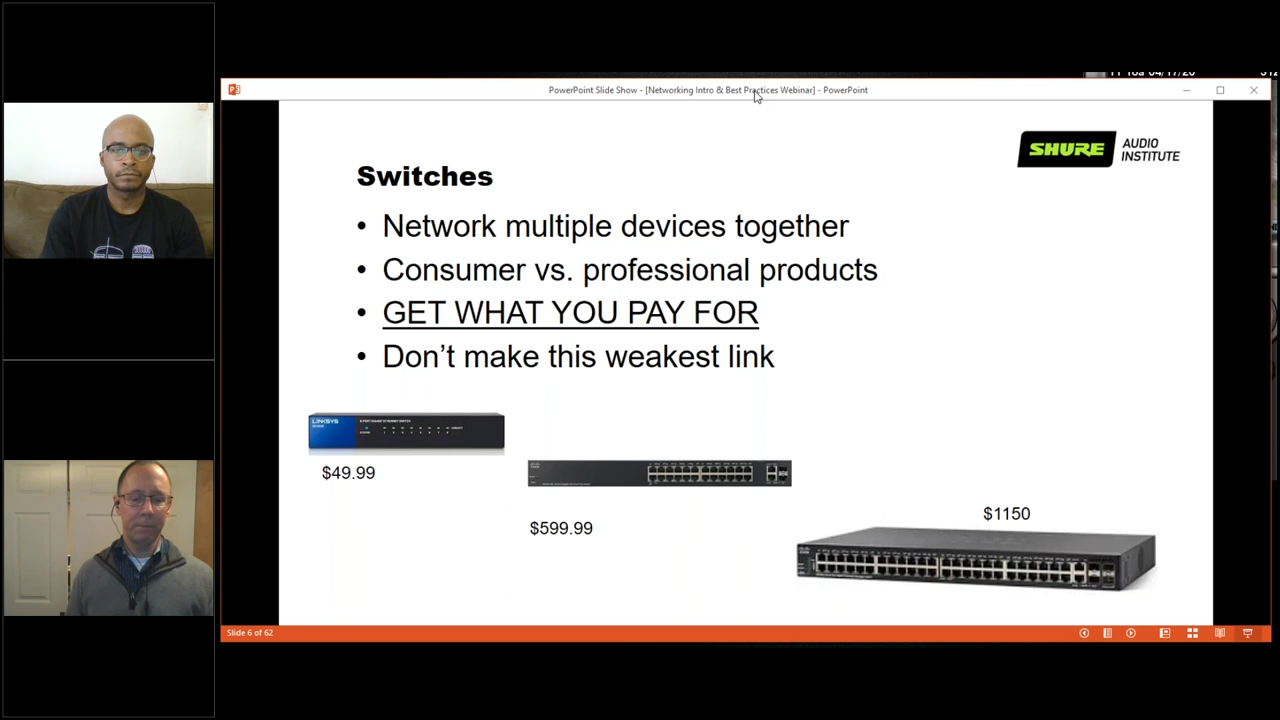 PowerPoint Slide Show - [Networking Intro & Best Practices Webinar] - PowerPoint
SHURE AUDIO INSTITUTE
Switches
• Network multiple devices together
• Consumer vs. professional products
• GET WHAT YOU PAY FOR
• Don’t make this weakest link
LINKSYS
$49.99
$599.99
$1150
Slide 6 of 62